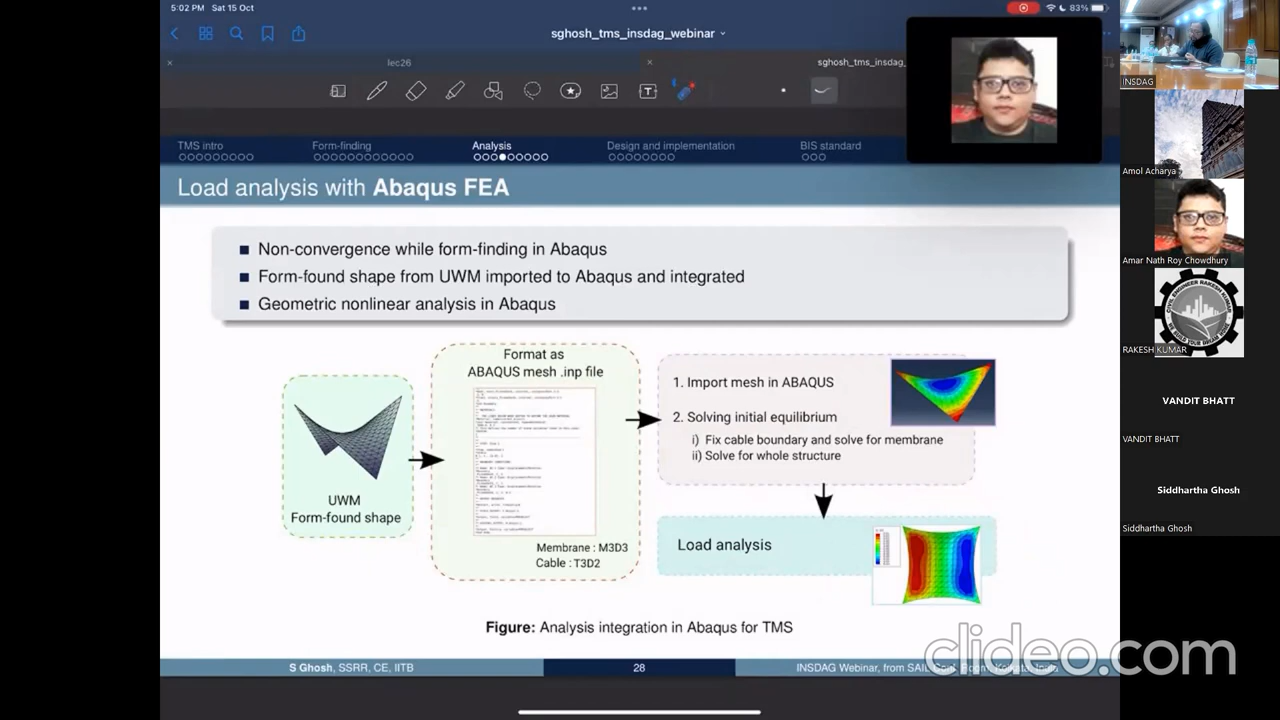 5:02 PM Sat 15 Oct
83%
sghosh_tms_insdag_webinar
lec26
sghosh_tms_insdag_
TMS intro
Form-finding
Analysis
Design and implementation
BIS standard
Load analysis with Abaqus FEA
Non-convergence while form-finding in Abaqus
Form-found shape from UWM imported to Abaqus and integrated
Geometric nonlinear analysis in Abaqus
UWM
Form-found shape
Format as
ABAQUS mesh .inp file
Membrane : M3D3
Cable : T3D2
1. Import mesh in ABAQUS
2. Solving initial equilibrium
i) Fix cable boundary and solve for membrane
ii) Solve for whole structure
Load analysis
Figure: Analysis integration in Abaqus for TMS
S Ghosh, SSRR, CE, IITB
28
INSDAG Webinar, from SAIL
clideo.com
INSDAG
Amol Acharya
Amar Nath Roy Chowdhury
RAKESH KUMAR
VANDIT BHATT
VANDIT BHATT
Siddhartha Ghosh
Siddhartha Ghosh